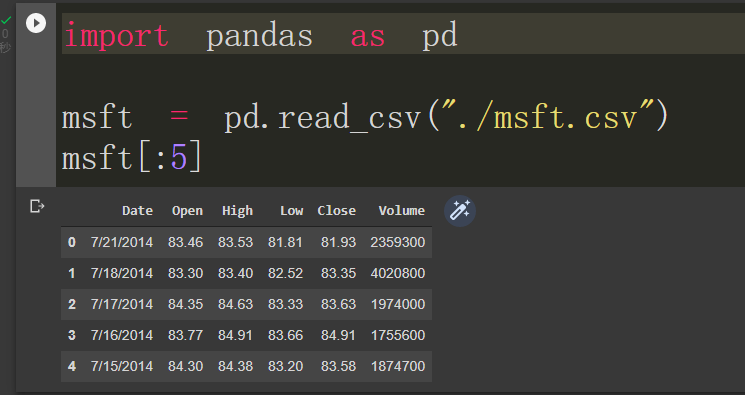 0
秒
import pandas as pd
msft = pd.read_csv("./msft.csv")
msft[:5]
Date Open High Low Close Volume
0 7/21/2014 83.46 83.53 81.81 81.93 2359300
1 7/18/2014 83.30 83.40 82.52 83.35 4020800
2 7/17/2014 84.35 84.63 83.33 83.63 1974000
3 7/16/2014 83.77 84.91 83.66 84.91 1755600
4 7/15/2014 84.30 84.38 83.20 83.58 1874700